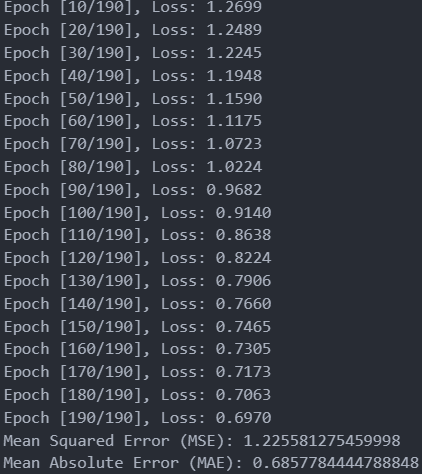 Epoch [10/190], Loss: 1.2699
Epoch [20/190], Loss: 1.2489
Epoch [30/190], Loss: 1.2245
Epoch [40/190], Loss: 1.1948
Epoch [50/190], Loss: 1.1590
Epoch [60/190], Loss: 1.1175
Epoch [70/190], Loss: 1.0723
Epoch [80/190], Loss: 1.0224
Epoch [90/190], Loss: 0.9682
Epoch [100/190], Loss: 0.9140
Epoch [110/190], Loss: 0.8638
Epoch [120/190], Loss: 0.8224
Epoch [130/190], Loss: 0.7906
Epoch [140/190], Loss: 0.7660
Epoch [150/190], Loss: 0.7465
Epoch [160/190], Loss: 0.7305
Epoch [170/190], Loss: 0.7173
Epoch [180/190], Loss: 0.7063
Epoch [190/190], Loss: 0.6970
Mean Squared Error (MSE): 1.225581275459998
Mean Absolute Error (MAE): 0.6857784444788848